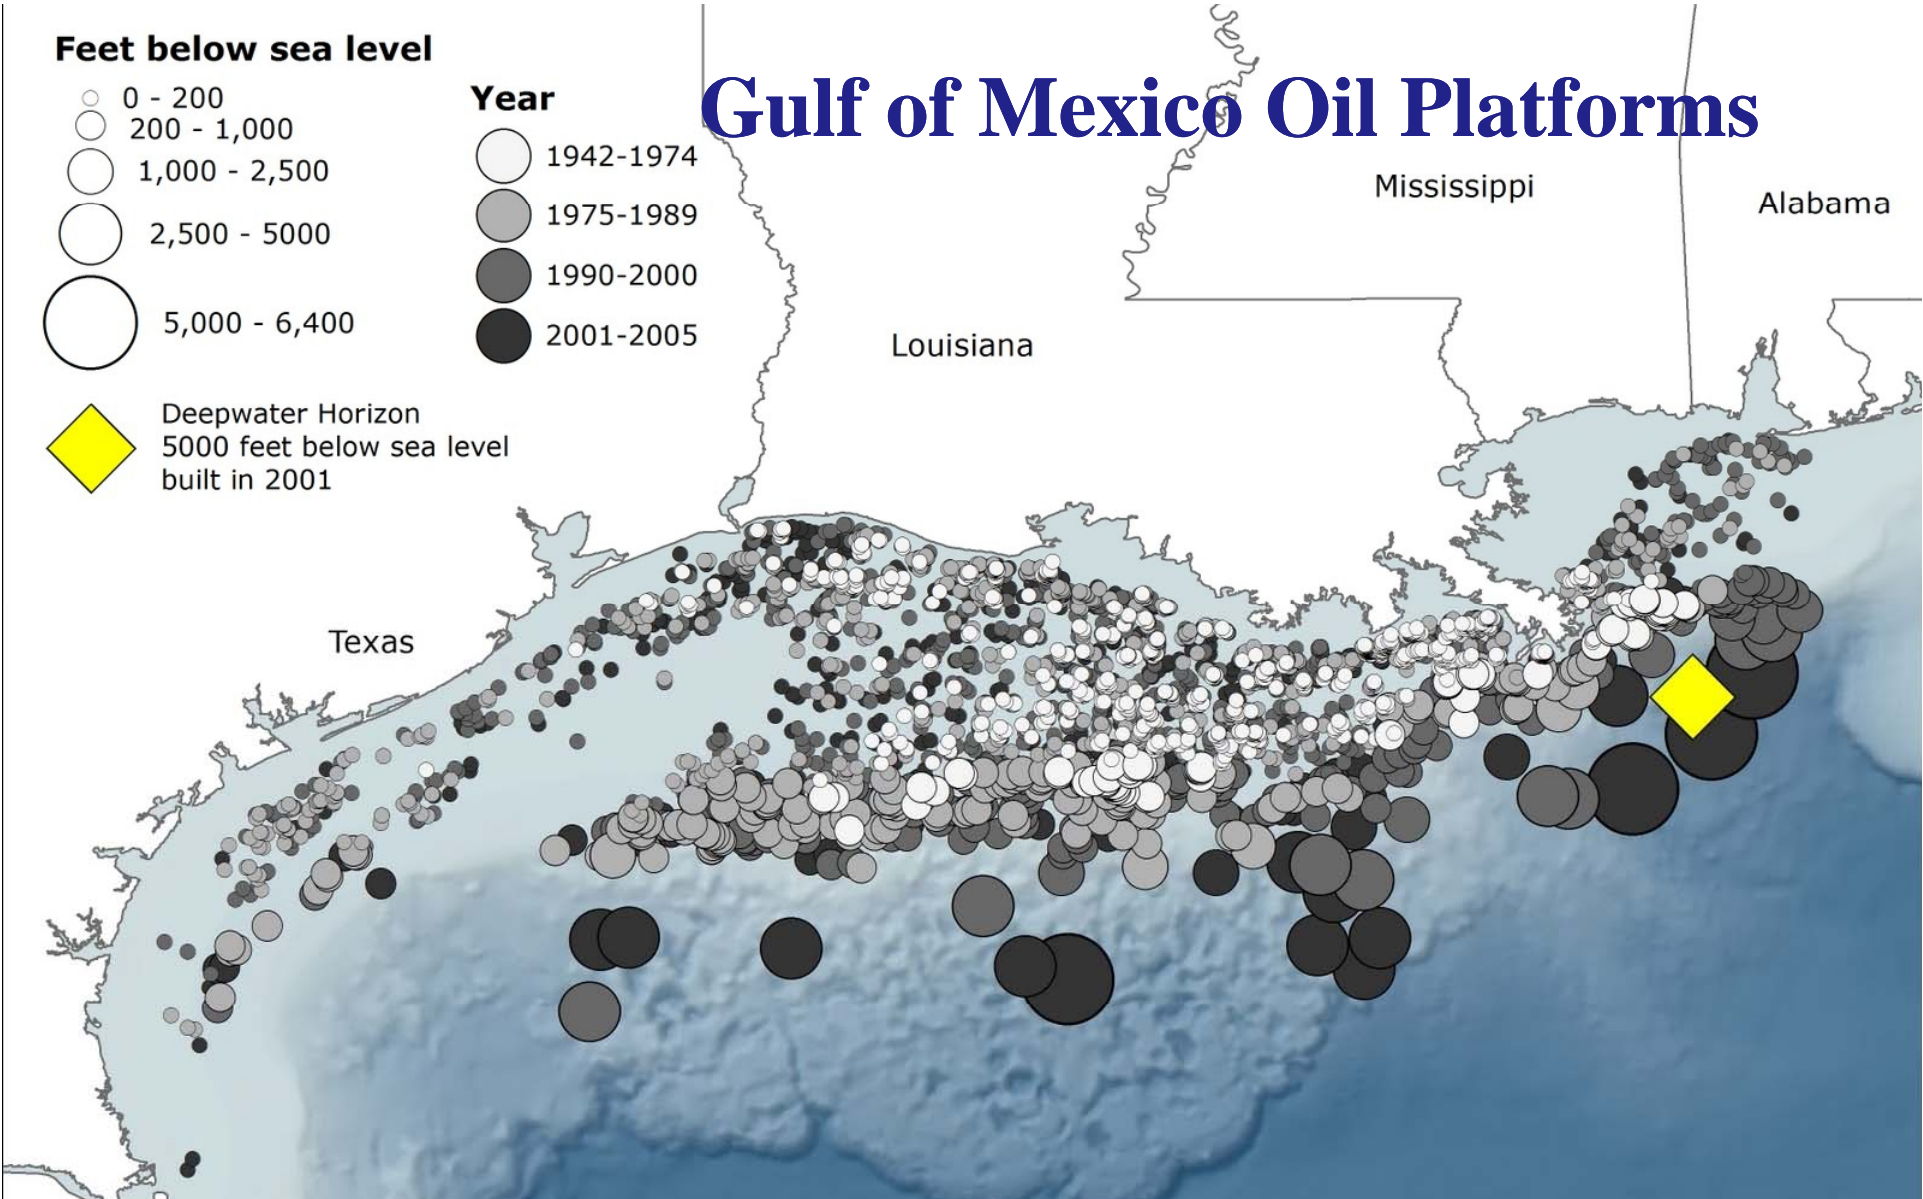 Gulf of Mexico Oil Platforms
Feet below sea level
0 - 200
200 - 1,000
1,000 - 2,500
2,500 - 5000
5,000 - 6,400
Year
1942-1974
1975-1989
1990-2000
2001-2005
Deepwater Horizon
5000 feet below sea level
built in 2001
Mississippi
Alabama
Louisiana
Texas